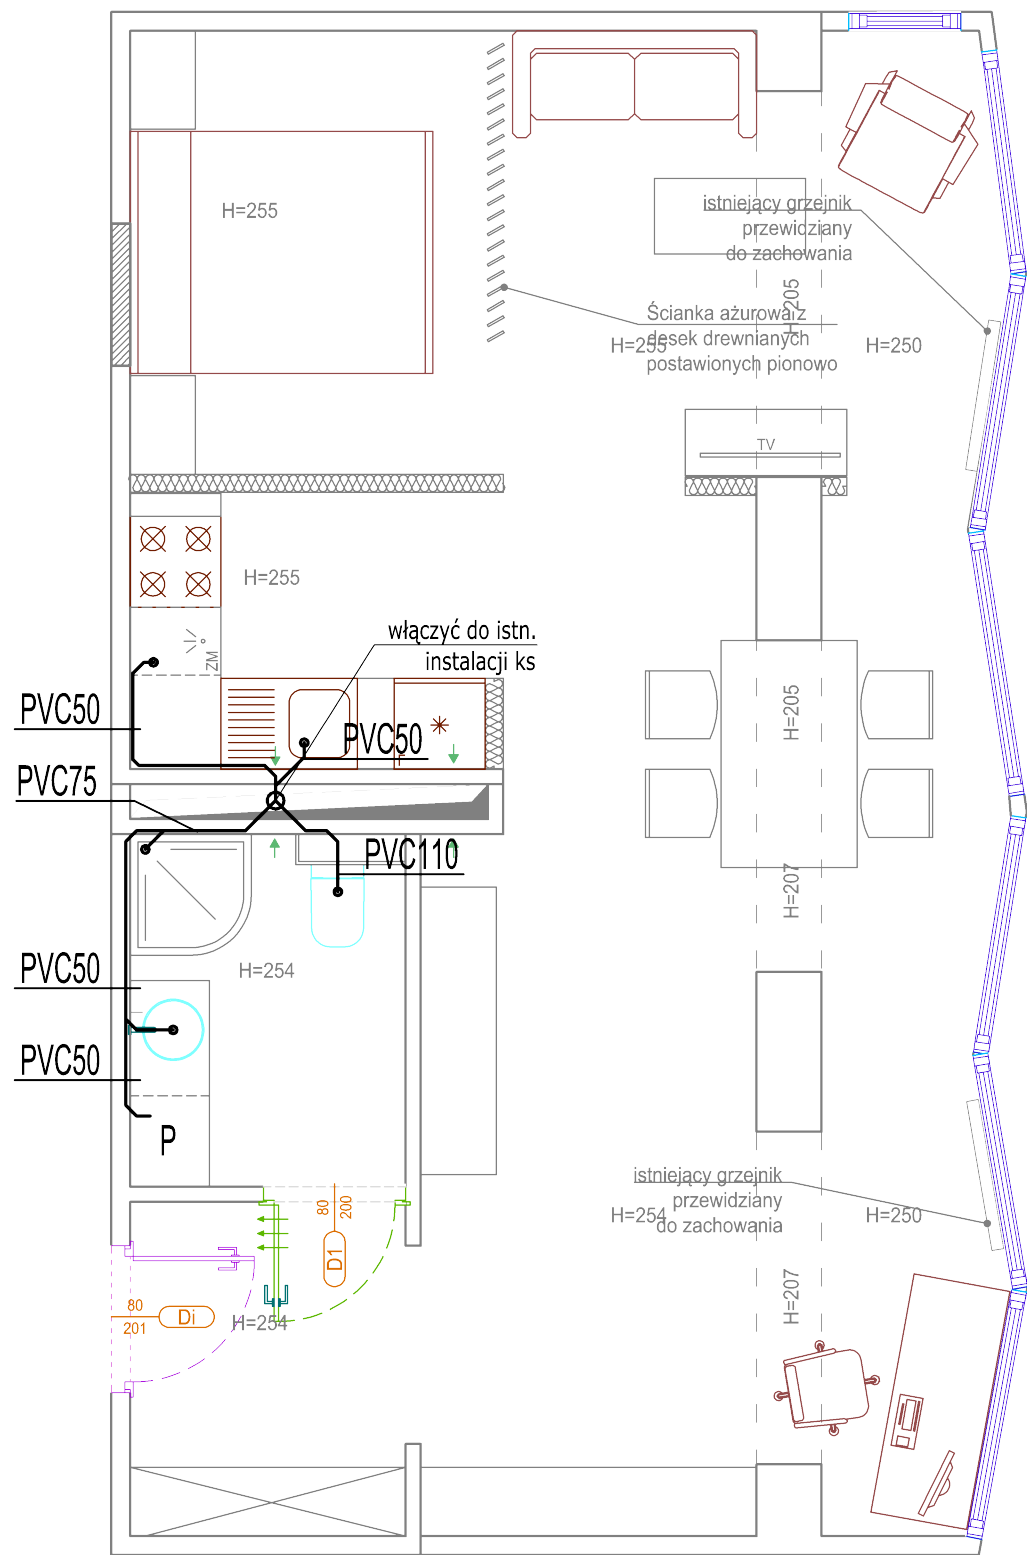 H=255
istniejący grzejnik
przewidziany
do zachowania
H=205
Ścianka ażurowa z
desek drewnianych
postawionych pionowo
H=255
H=250
TV
H=255
włączyć do istn.
instalacji ks
ZM
PVC50
PVC50
H=205
PVC75
PVC110
H=207
PVC50
H=254
PVC50
P
istniejący grzejnik
przewidziany
do zachowania
H=254
H=250
80
200
D1
80
201
Di
H=254
H=207